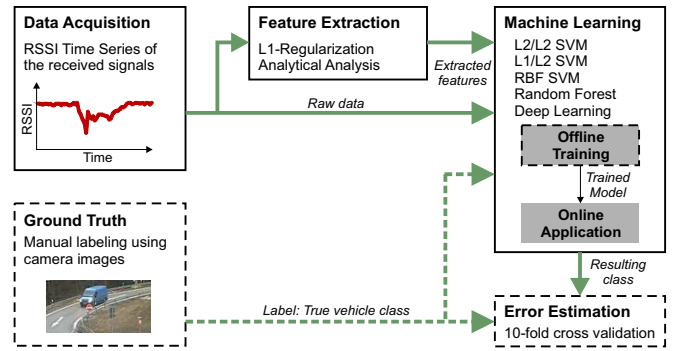 Data Acquisition
RSSI Time Series of
the received signals
RSSI
Time
Feature Extraction
L1-Regularization
Analytical Analysis
Extracted
features
Raw data
Machine Learning
L2/L2 SVM
L1/L2 SVM
RBF SVM
Random Forest
Deep Learning
Offline
Training
Trained
Model
Online
Application
Ground Truth
Manual labeling using
camera images
Label: True vehicle class
Resulting
class
Error Estimation
10-fold cross validation